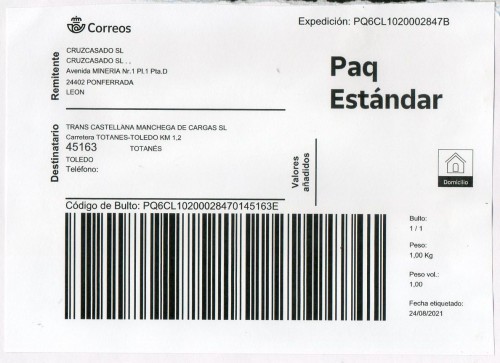 Correos
Expedición: PQ6CL1020002847B
Remitente
CRUZCASADO SL
CRUZCASADO SL , ,
Avenida MINERIA Nr.1 Pl,1 Pta.D
24402 PONFERRADA
LEON
Paq
Estándar
Destinatario
TRANS CASTELLANA MANCHEGA DE CARGAS SL
Carretera TOTANES-TOLEDO KM 1,2
45163 TOTANÉS
TOLEDO
Teléfono:
Valores
añadidos
Domicilio
Código de Bulto: PQ6CL10200028470145163E
Bulto:
1 / 1
Peso:
1,00 Kg
Peso vol.:
1,00
Fecha etiquetado:
24/08/2021